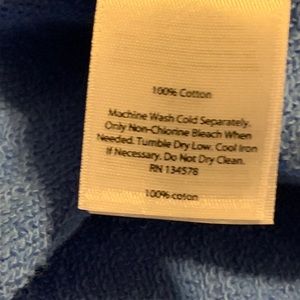 100% Cotton
Machine Wash Cold Separately.
Only Non-Chlorine Bleach When
Needed. Tumble Dry Low. Cool Iron
If Necessary. Do Not Dry Clean.
RN 134578
100% coton